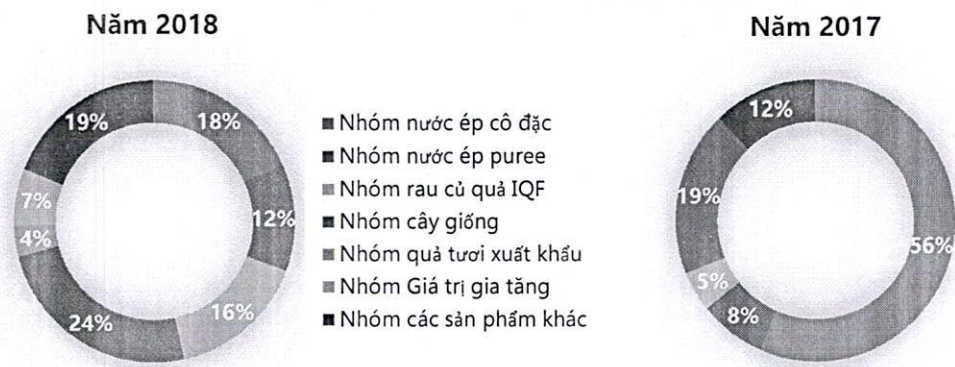 Năm 2018
19%
18%
12%
16%
24%
4%
7%
Nhóm nước ép cô đặc
Nhóm nước ép puree
Nhóm rau củ quả IQF
Nhóm cây giống
Nhóm quả tươi xuất khẩu
Nhóm Giá trị gia tăng
Nhóm các sản phẩm khác
Năm 2017
12%
56%
8%
5%
19%